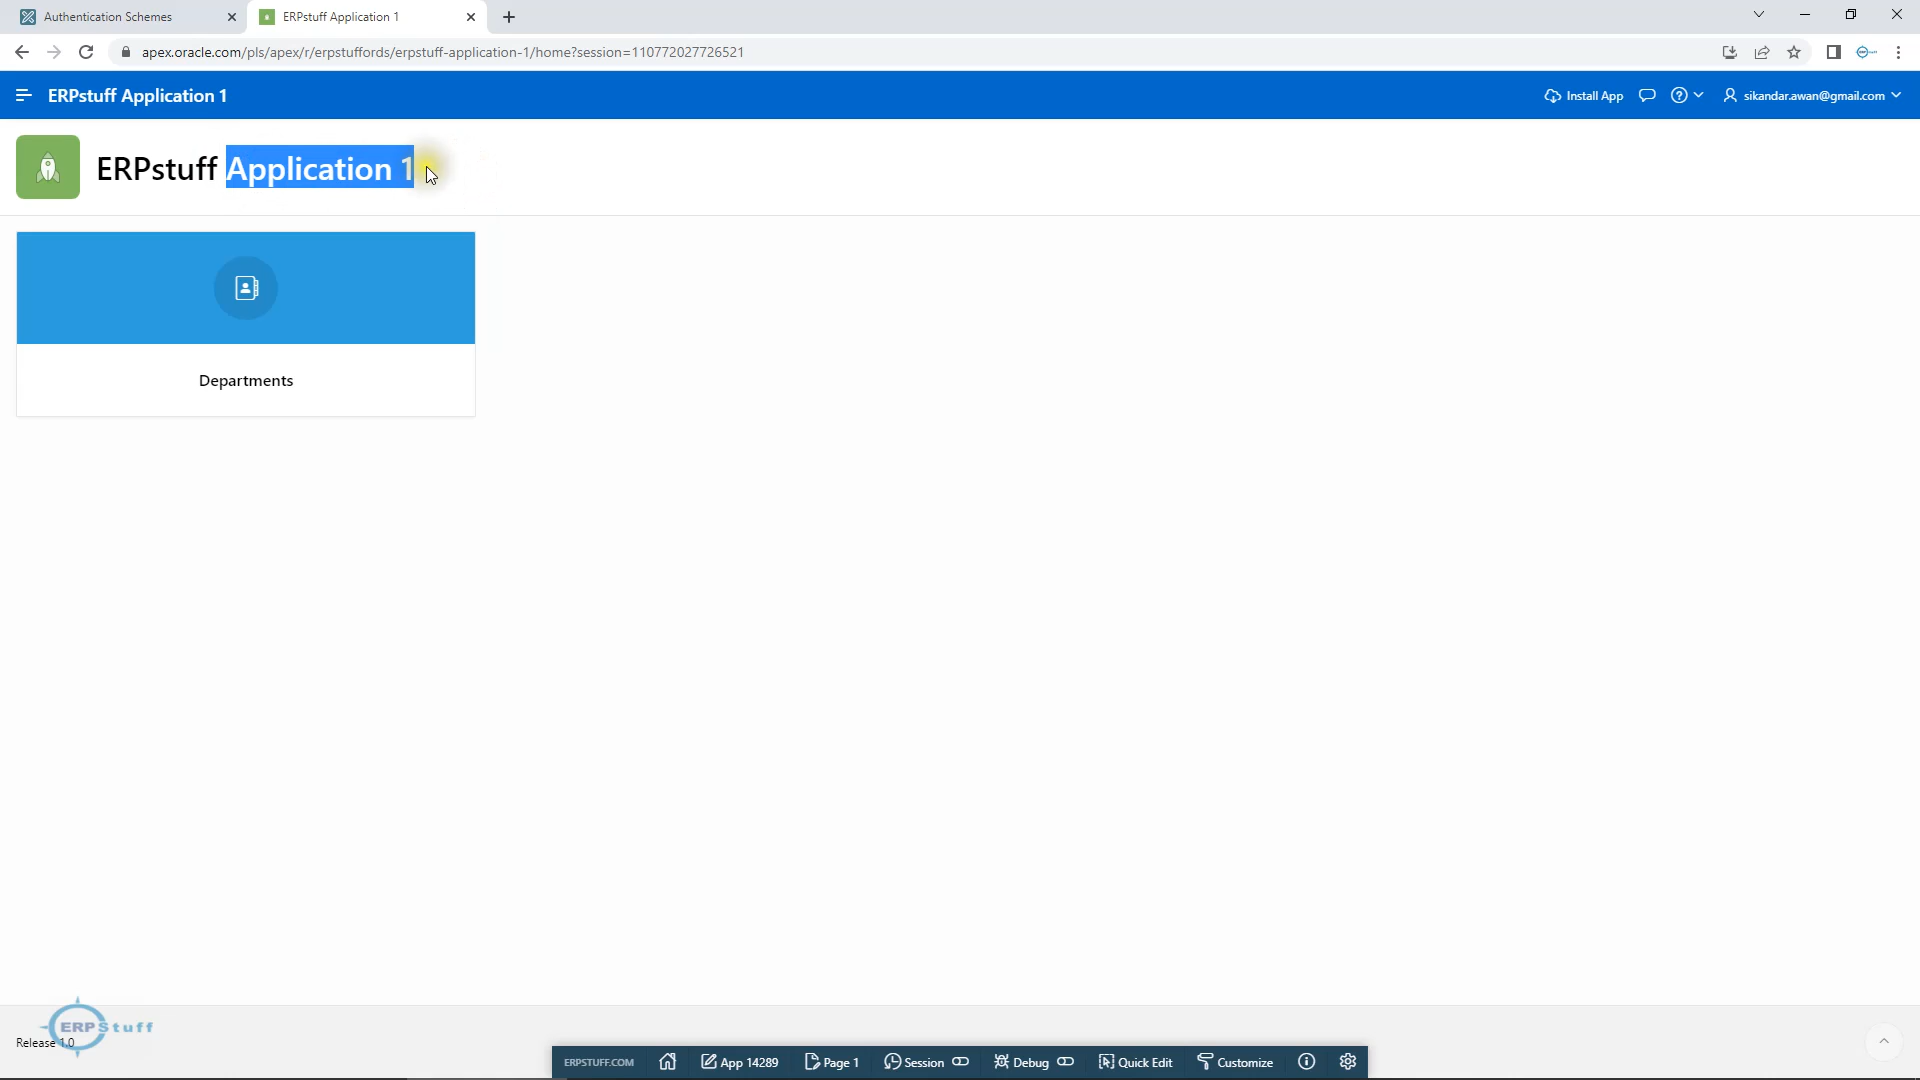 Authentication Schemes
ERPstuff Application 1
apex.oracle.com/pls/apex/r/erpstuffords/erpstuff-application-1/home?session=110772027726521
ERPstuff Application 1
Install App
sikandar.awan@gmail.com
ERPstuff Application 1
Departments
ERPStuff
Release 1.0
ERPSTUFF.COM
App 14289
Page 1
Session
Debug
Quick Edit
Customize